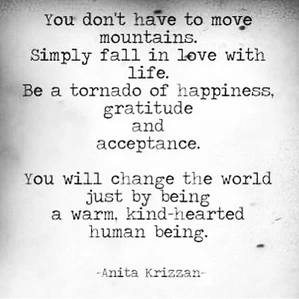 You don't have to move
mountains.
Simply fall in love with
life.
Be a tornado of happiness,
gratitude
and
acceptance.
You will change the world
just by being
a warm, kind-hearted
human being.
-Anita Krizzan-